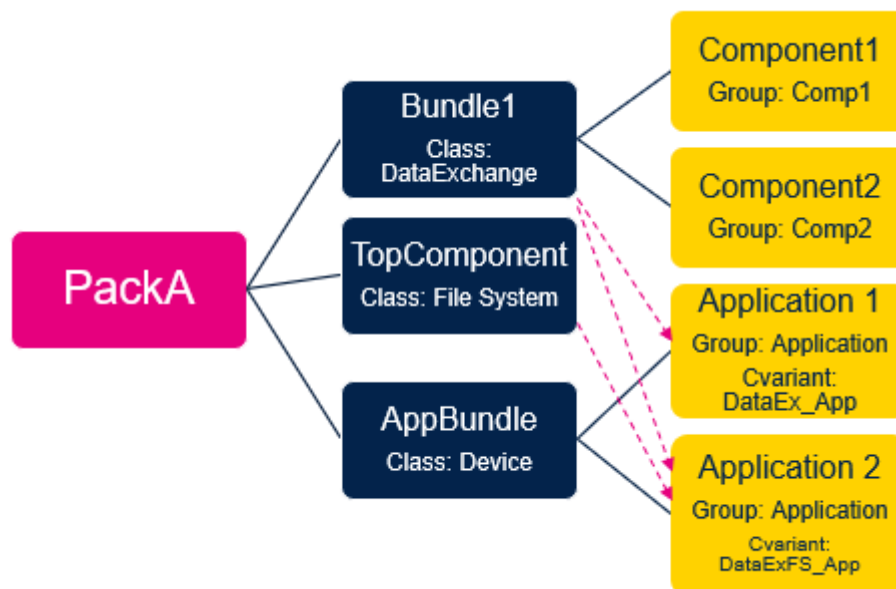 PackA
Bundle1
Class:
DataExchange
TopComponent
Class: File System
AppBundle
Class: Device
Component1
Group: Comp1
Component2
Group: Comp2
Application 1
Group: Application
Cvariant:
DataEx_App
Application 2
Group: Application
Cvariant:
DataExFS_App